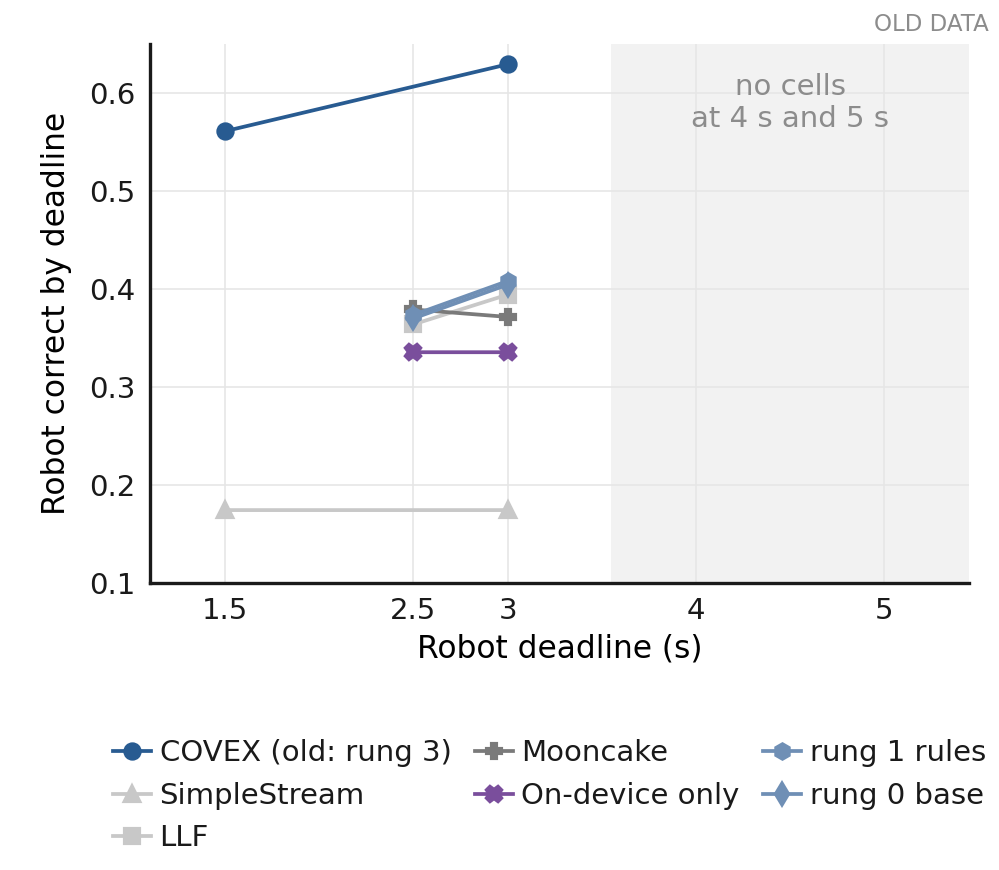 OLD DATA
no cells
at 4 s and 5 s
Robot correct by deadline
0.6
0.5
0.4
0.3
0.2
0.1
1.5 2.5 3 4 5
Robot deadline (s)
COVEX (old: rung 3) Mooncake rung 1 rules
SimpleStream On-device only rung 0 base
LLF